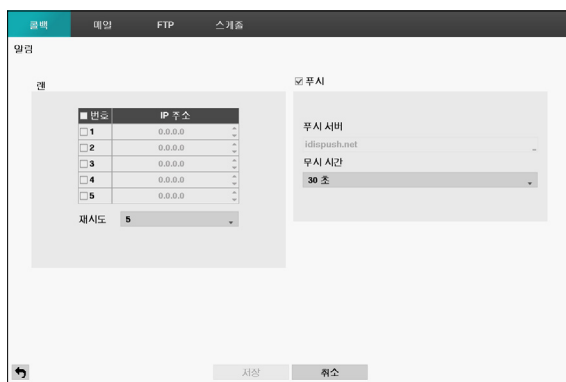 콜백 메일 FTP 스케줄
알림
랜
번호 IP 주소
1 0.0.0.0
2 0.0.0.0
3 0.0.0.0
4 0.0.0.0
5 0.0.0.0
재시도 5
푸시
푸시 서버
idispush.net
무시 시간
30 초
저장 취소